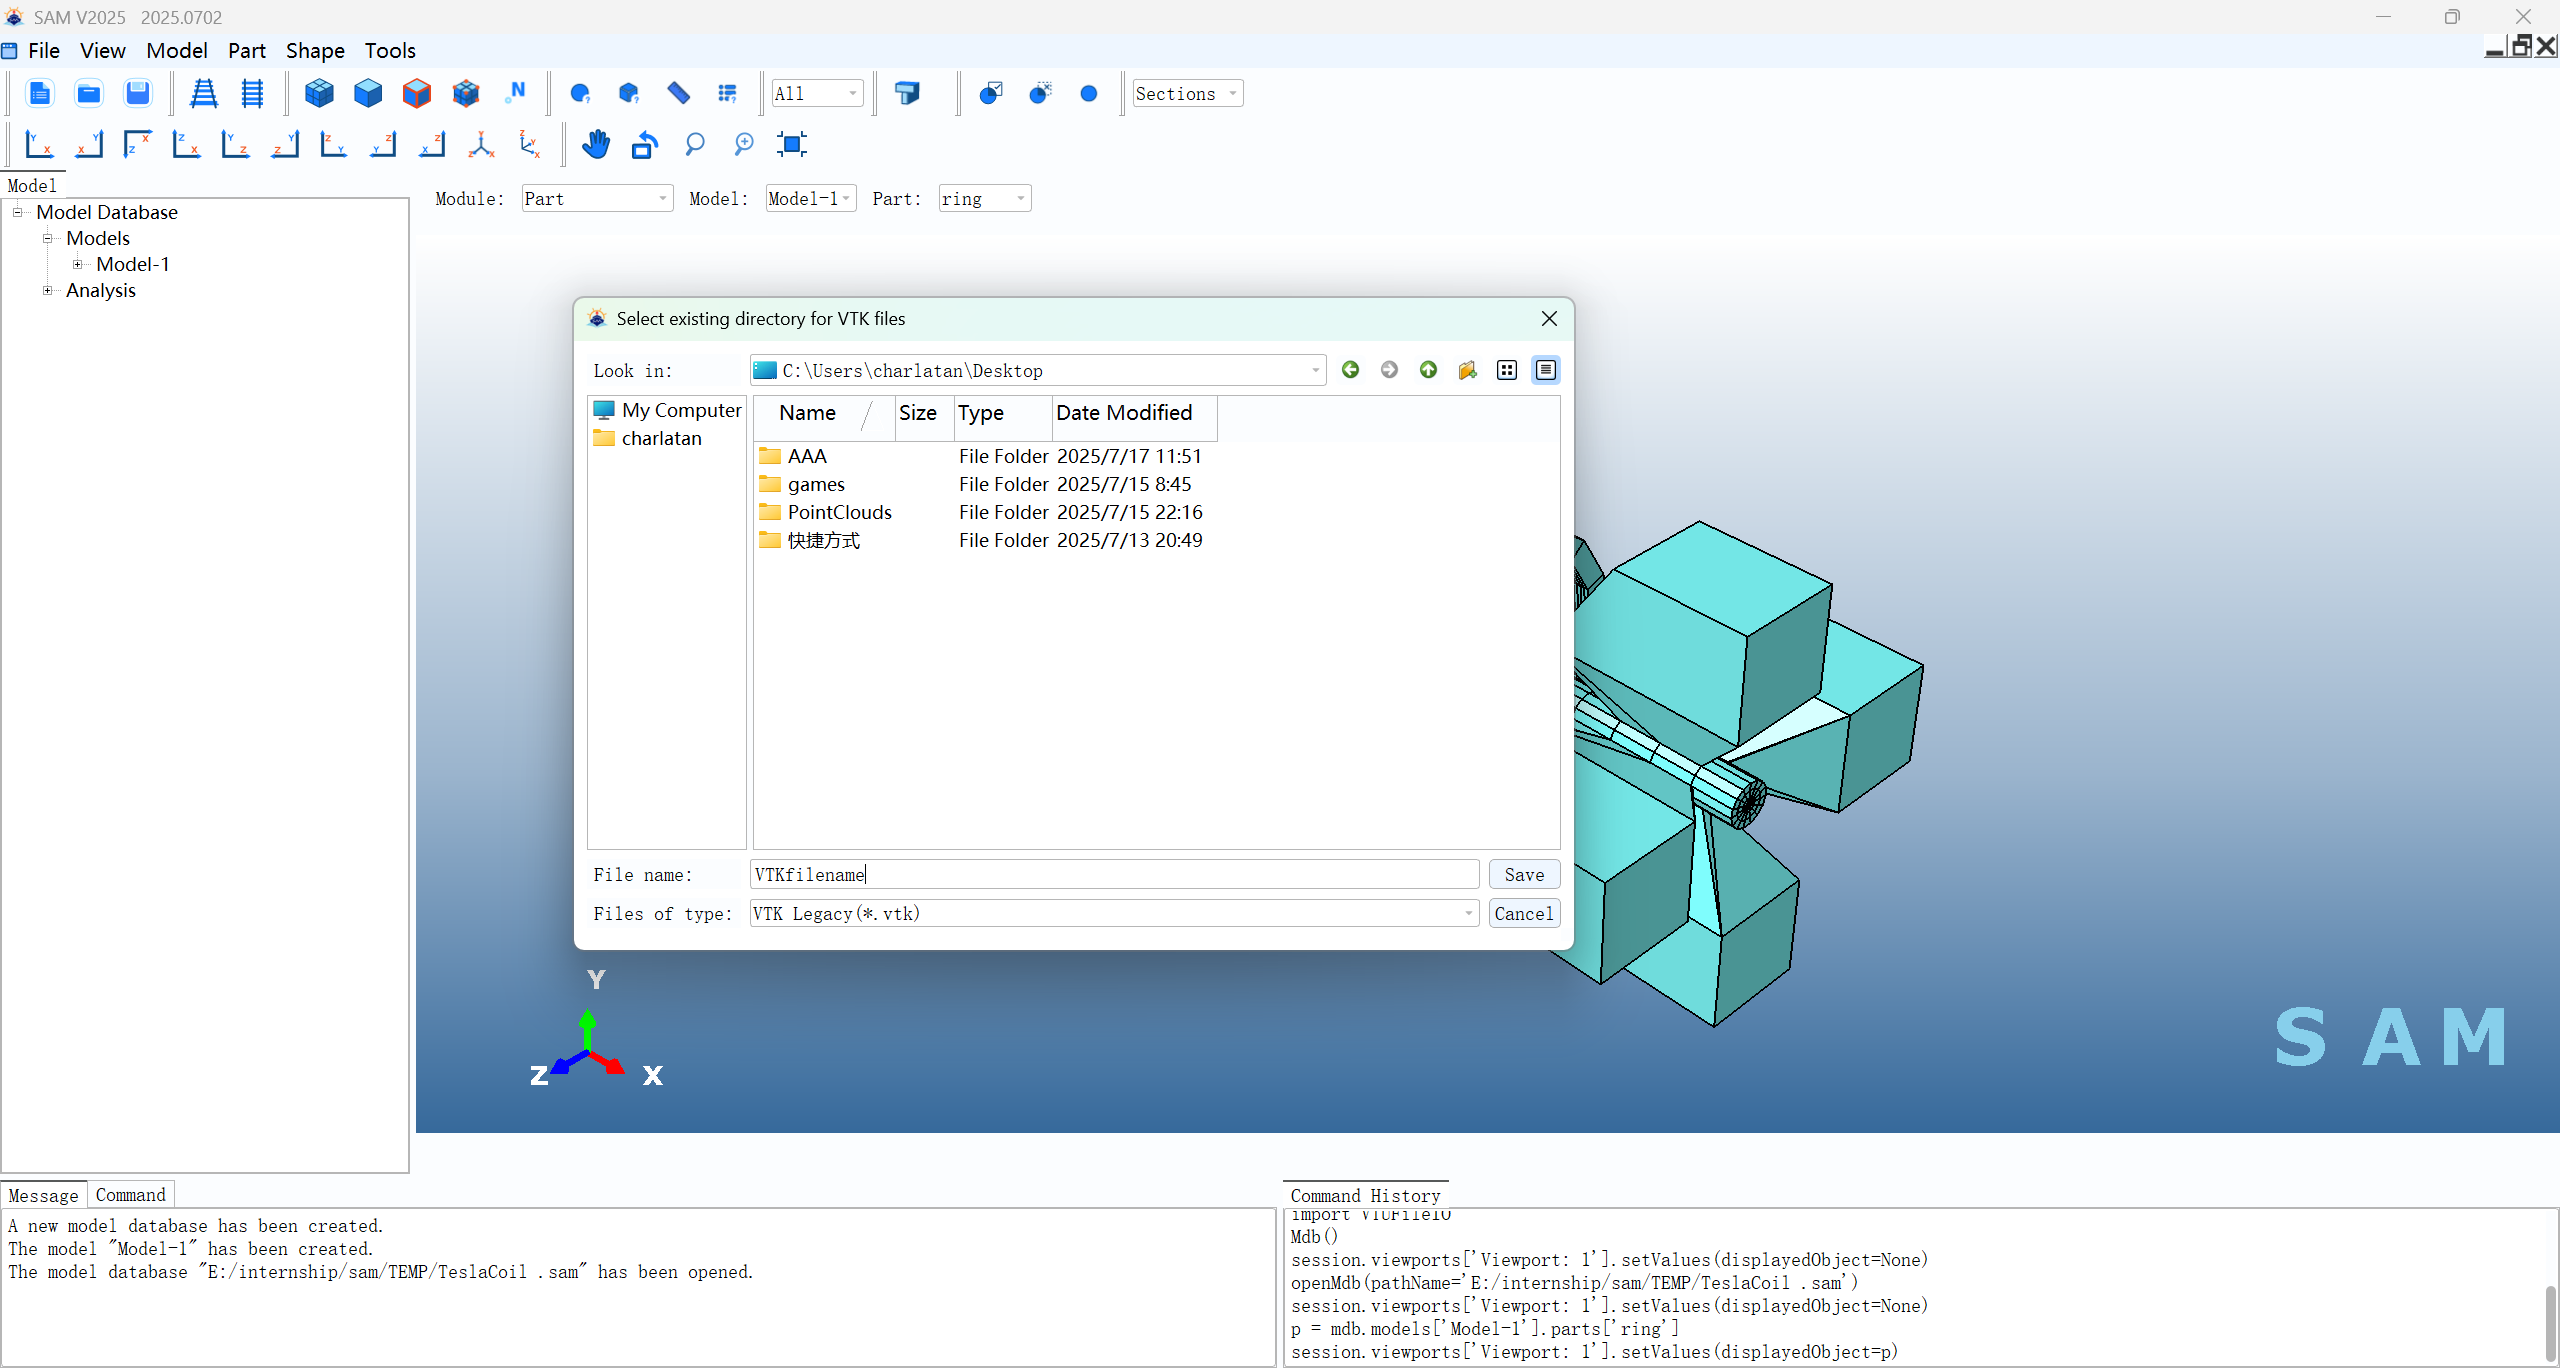 SAM V2025 2025.0702
File View Model Part Shape Tools
N
All
Sections
Y X
X Y
X Z
Z X
Y Z
Z Y
Z Y
Y Z
X Z
Y Z X
Z Y X
Model
Module: Part Model: Model-1 Part: ring
Model Database
Models
Model-1
Analysis
Select existing directory for VTK files
Look in: C:\Users\charlatan\Desktop
My Computer
charlatan
Name Size Type Date Modified
AAA File Folder 2025/7/17 11:51
games File Folder 2025/7/15 8:45
PointClouds File Folder 2025/7/15 22:16
快捷方式 File Folder 2025/7/13 20:49
File name: VTKfilename Save
Files of type: VTK Legacy(*.vtk) Cancel
Y
Z X
S A M
Message Command
A new model database has been created.
The model "Model-1" has been created.
The model database "E:/internship/sam/TEMP/TeslaCoil .sam" has been opened.
Command History
import VTUFileIO
Mdb()
session.viewports['Viewport: 1'].setValues(displayedObject=None)
openMdb(pathName='E:/internship/sam/TEMP/TeslaCoil .sam')
session.viewports['Viewport: 1'].setValues(displayedObject=None)
p = mdb.models['Model-1'].parts['ring']
session.viewports['Viewport: 1'].setValues(displayedObject=p)